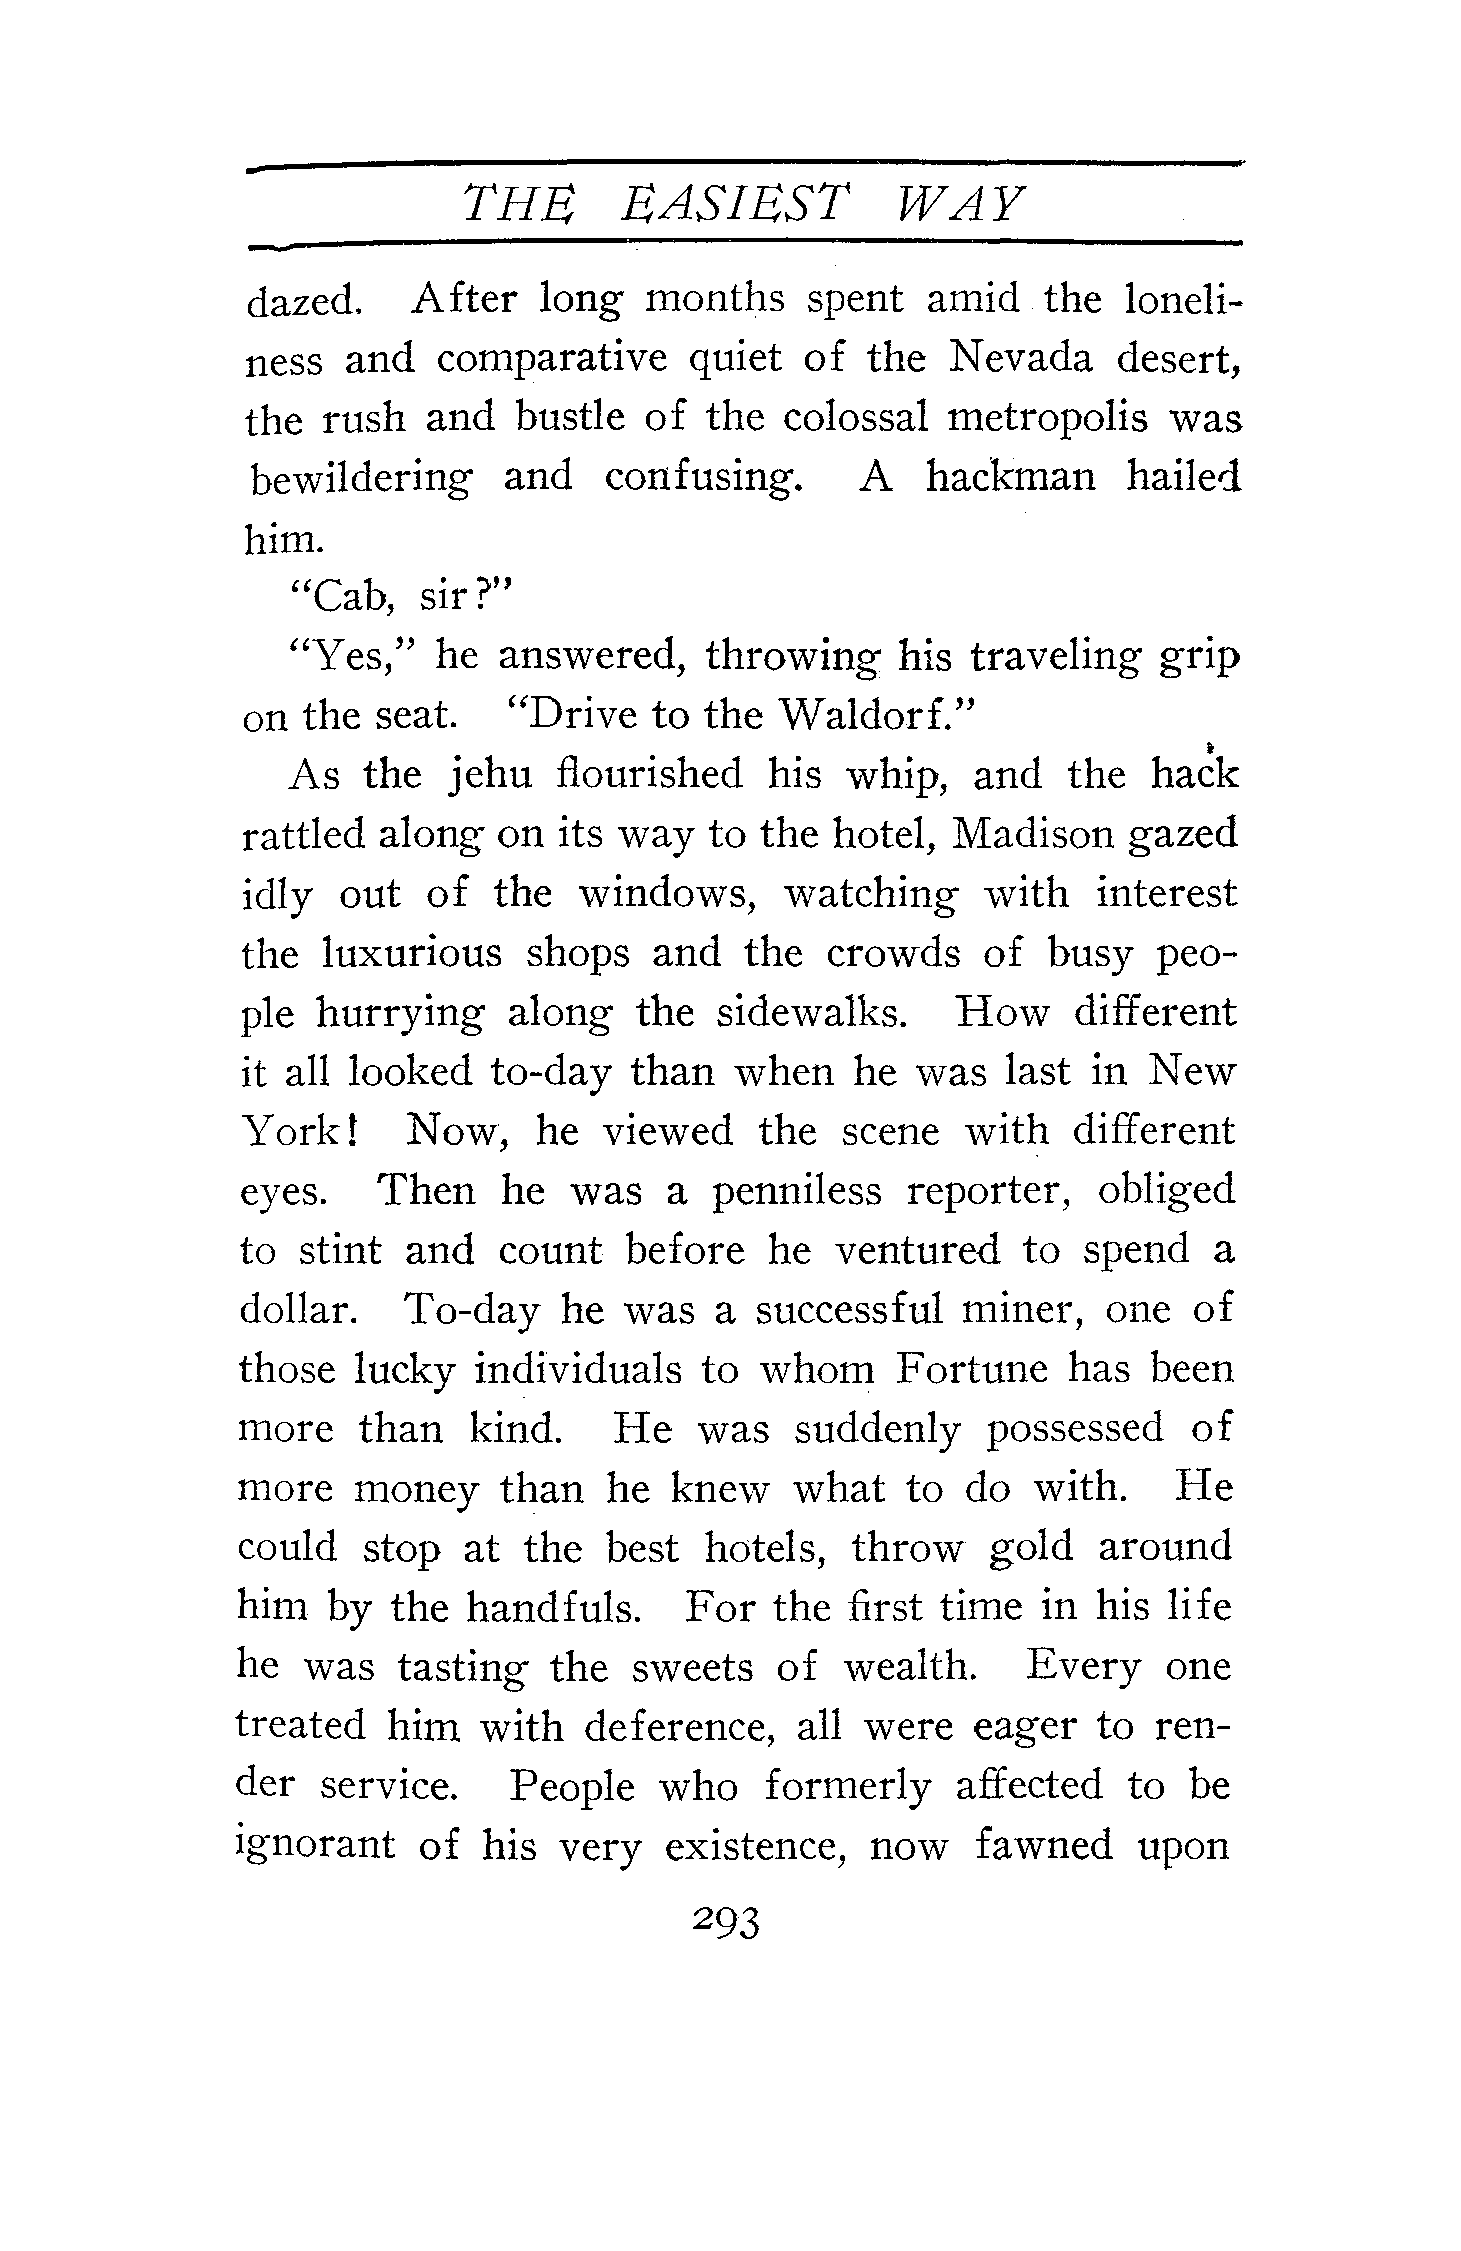 THE EASIEST WAY
dazed. After long months spent amid the loneli-
ness and comparative quiet of the Nevada desert,
the rush and bustle of the colossal metropolis was
bewildering and confusing. A hackman hailed
him.
"Cab, sir?"
"Yes," he answered, throwing his traveling grip
on the seat. "Drive to the Waldorf."
As the jehu flourished his whip, and the hack
rattled along on its way to the hotel, Madison gazed
idly out of the windows, watching with interest
the luxurious shops and the crowds of busy peo-
ple hurrying along the sidewalks. How different
it all looked to-day than when he was last in New
York! Now, he viewed the scene with different
eyes. Then he was a penniless reporter, obliged
to stint and count before he ventured to spend a
dollar. To-day he was a successful miner, one of
those lucky individuals to whom Fortune has been
more than kind. He was suddenly possessed of
more money than he knew what to do with. He
could stop at the best hotels, throw gold around
him by the handfuls. For the first time in his life
he was tasting the sweets of wealth. Every one
treated him with deference, all were eager to ren-
der service. People who formerly affected to be
ignorant of his very existence, now fawned upon
293